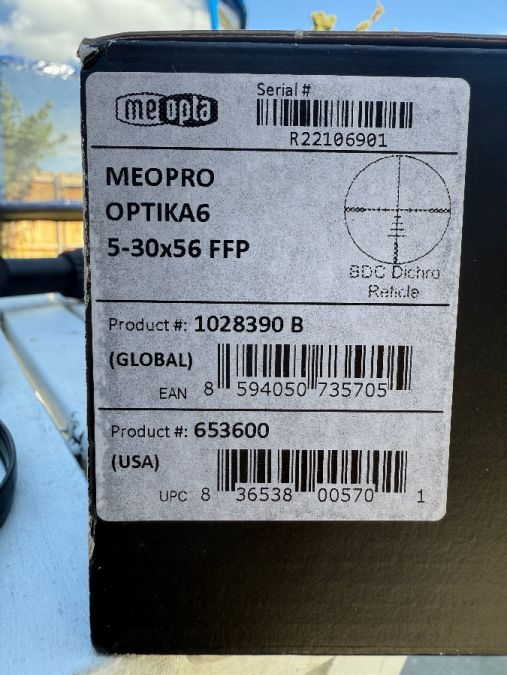 meopta
Serial #
R22106901
MEOPRO
OPTIKA6
5-30x56 FFP
BDC Dichro
Reticle
Product #: 1028390 B
(GLOBAL)
EAN 8 594050 735705
Product #: 653600
(USA)
UPC 8 36538 00570 1